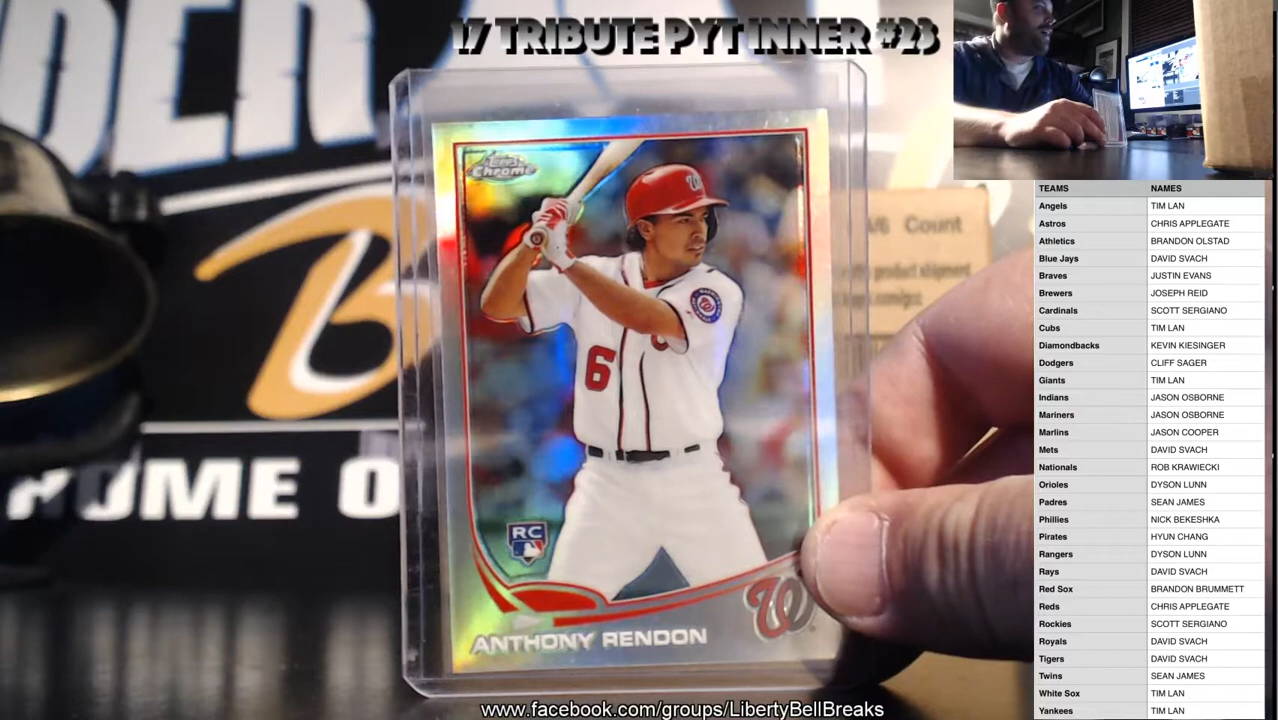 17 TRIBUTE PYT INNER #23
DER
B
HOME O
Count
product shipment
Topps
Chrome
W
6
RC
W
ANTHONY RENDON
www.facebook.com/groups/LibertyBellBreaks
TEAMS NAMES
Angels TIM LAN
Astros CHRIS APPLEGATE
Athletics BRANDON OLSTAD
Blue Jays DAVID SVACH
Braves JUSTIN EVANS
Brewers JOSEPH REID
Cardinals SCOTT SERGIANO
Cubs TIM LAN
Diamondbacks KEVIN KIESINGER
Dodgers CLIFF SAGER
Giants TIM LAN
Indians JASON OSBORNE
Mariners JASON OSBORNE
Marlins JASON COOPER
Mets DAVID SVACH
Nationals ROB KRAWIECKI
Orioles DYSON LUNN
Padres SEAN JAMES
Phillies NICK BEKESHKA
Pirates HYUN CHANG
Rangers DYSON LUNN
Rays DAVID SVACH
Red Sox BRANDON BRUMMETT
Reds CHRIS APPLEGATE
Rockies SCOTT SERGIANO
Royals DAVID SVACH
Tigers DAVID SVACH
Twins SEAN JAMES
White Sox TIM LAN
Yankees TIM LAN